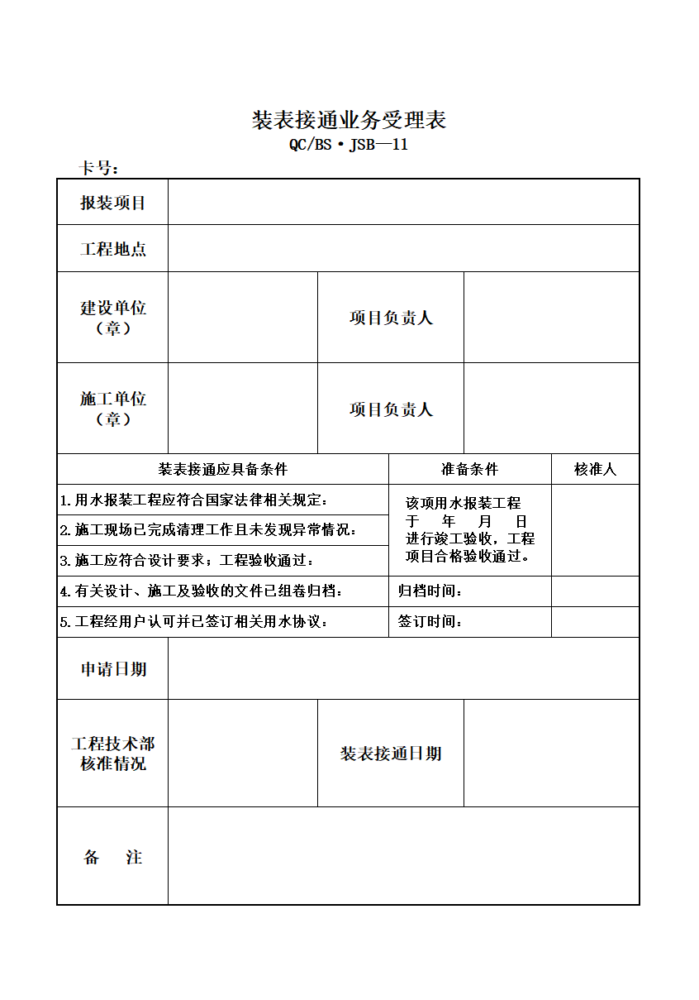 装表接通业务受理表
QC/BS·JSB—11
卡号：
报装项目
工程地点
建设单位
（章）
项目负责人
施工单位
（章）
项目负责人
装表接通应具备条件
准备条件
核准人
1.用水报装工程应符合国家法律相关规定：
2.施工现场已完成清理工作且未发现异常情况：
3.施工应符合设计要求；工程验收通过：
该项用水报装工程
于 年 月 日
进行竣工验收，工程
项目合格验收通过。
4.有关设计、施工及验收的文件已组卷归档：
归档时间：
5.工程经用户认可并已签订相关用水协议：
签订时间：
申请日期
工程技术部
核准情况
装表接通日期
备 注